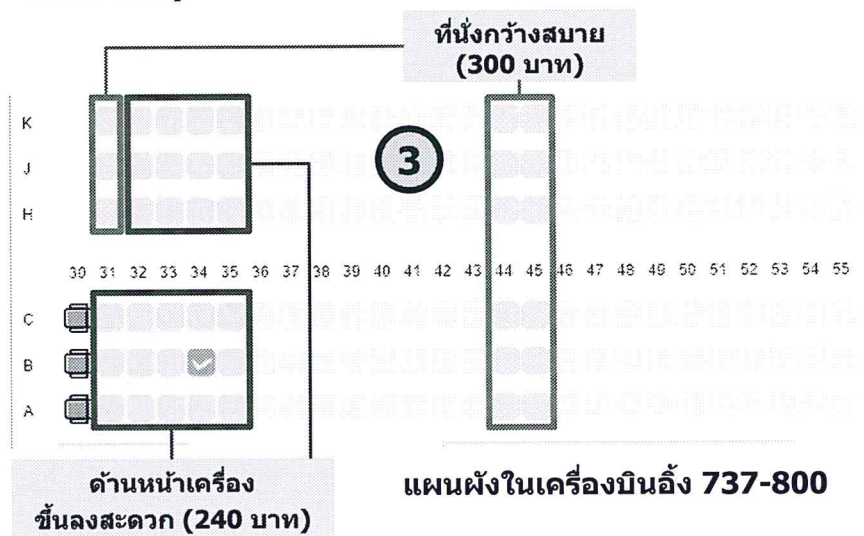 ที่นั่งกว้างสบาย
(300 บาท)
K
J
H
3
30 31 32 33 34 35 36 37 38 39 40 41 42 43 44 45 46 47 48 49 50 51 52 53 54 55
C
B
A
ด้านหน้าเครื่อง
ขึ้นลงสะดวก (240 บาท)
แผนผังในเครื่องบินอิ้ง 737-800